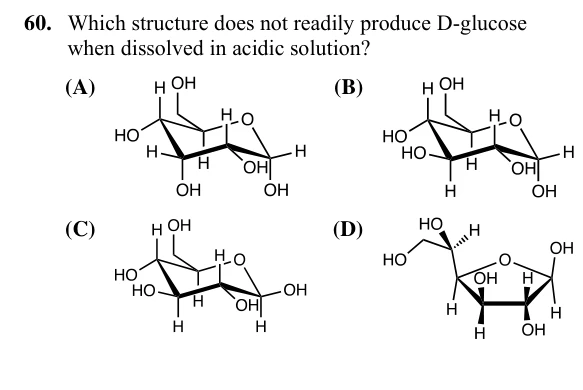 60. Which structure does not readily produce D-glucose
when dissolved in acidic solution?
(A)
H OH
H
O
HO
H
H
H
OH
OH
OH
(B)
H OH
H
O
HO
HO
H
H
OH
H
OH
(C)
H OH
H
O
HO
HO
H
OH
OH
H
H
(D)
HO
H
OH
HO
O
OH
H
H
H
H
OH